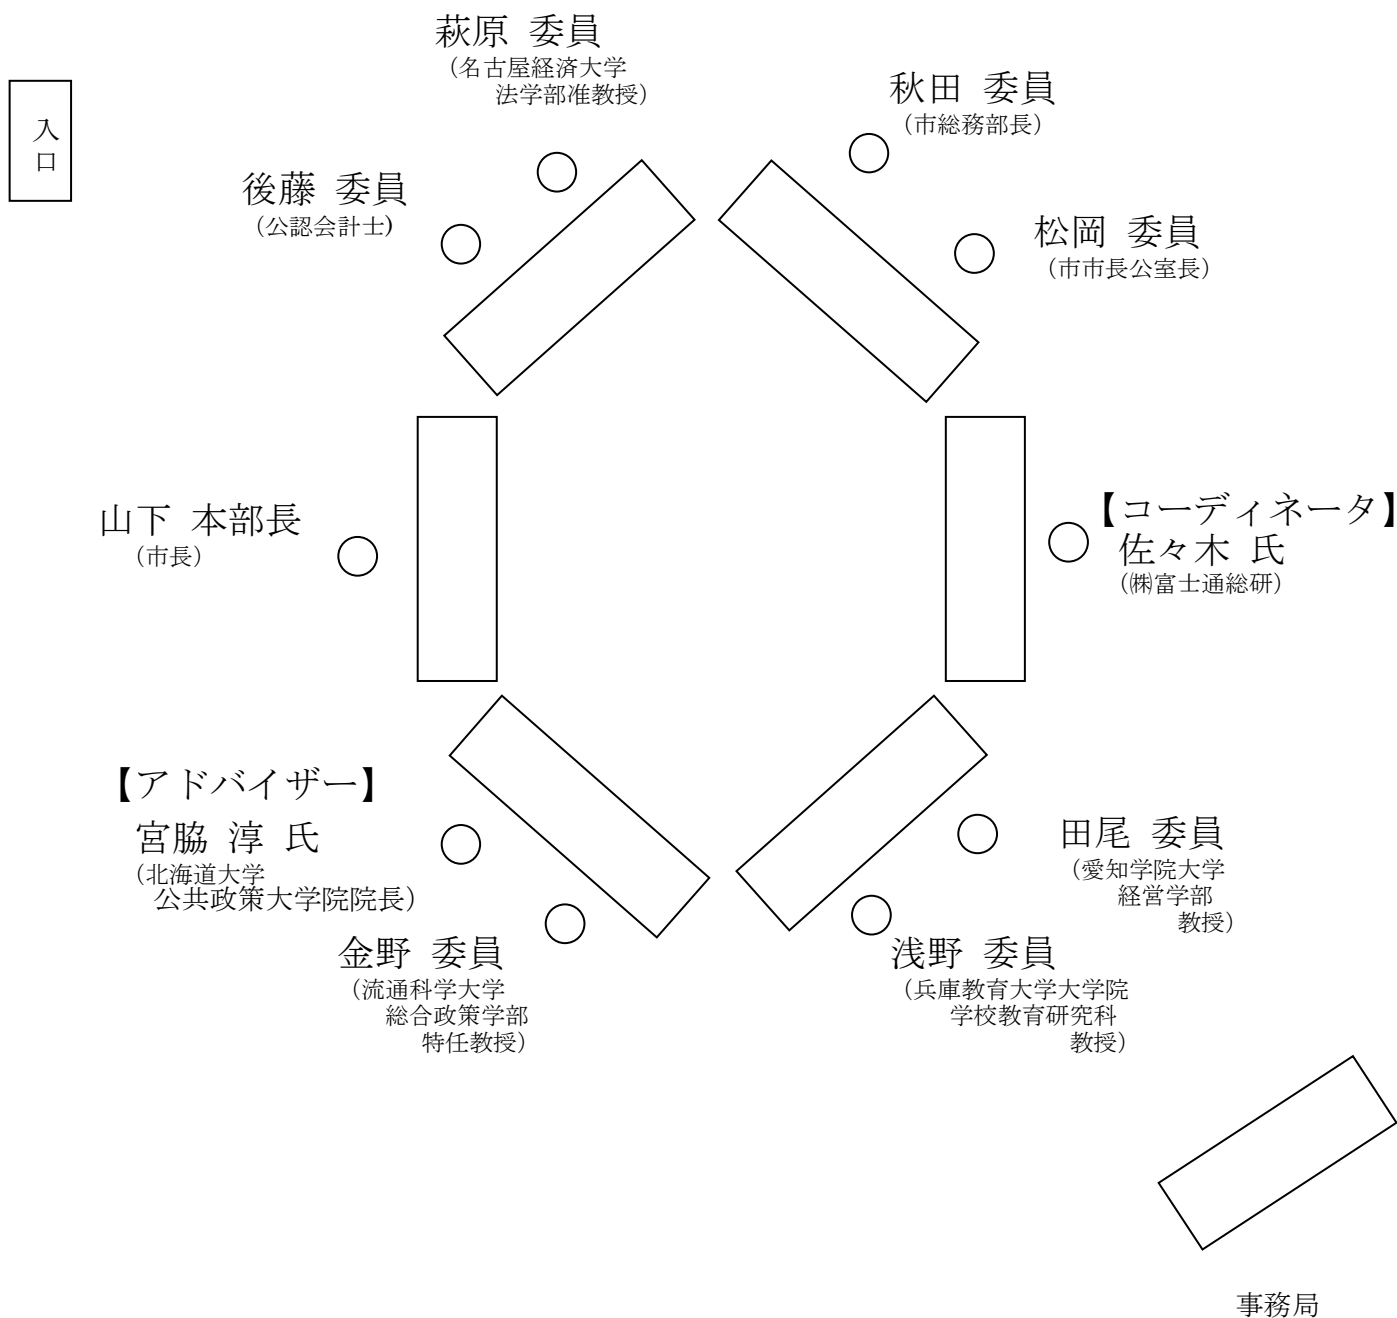 萩原 委員
（名古屋経済大学
法学部准教授）
秋田 委員
（市総務部長）
入口
後藤 委員
（公認会計士）
松岡 委員
（市市長公室長）
山下 本部長
（市長）
【コーディネータ】
佐々木 氏
（㈱富士通総研）
【アドバイザー】
宮脇 淳 氏
（北海道大学
公共政策大学院院長）
田尾 委員
（愛知学院大学
経営学部
教授）
金野 委員
（流通科学大学
総合政策学部
特任教授）
浅野 委員
（兵庫教育大学大学院
学校教育研究科
教授）
事務局